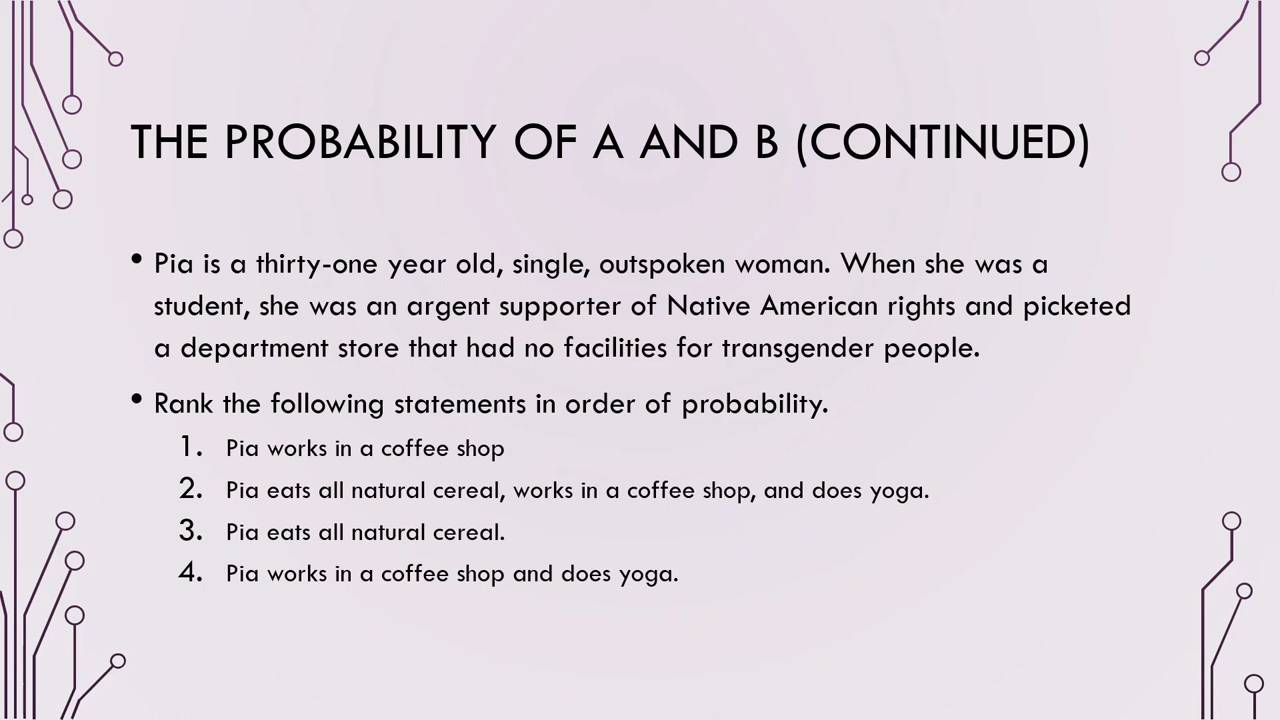 THE PROBABILITY OF A AND B (CONTINUED)
• Pia is a thirty-one year old, single, outspoken woman. When she was a
student, she was an argent supporter of Native American rights and picketed
a department store that had no facilities for transgender people.
• Rank the following statements in order of probability.
1. Pia works in a coffee shop
2. Pia eats all natural cereal, works in a coffee shop, and does yoga.
3. Pia eats all natural cereal.
4. Pia works in a coffee shop and does yoga.